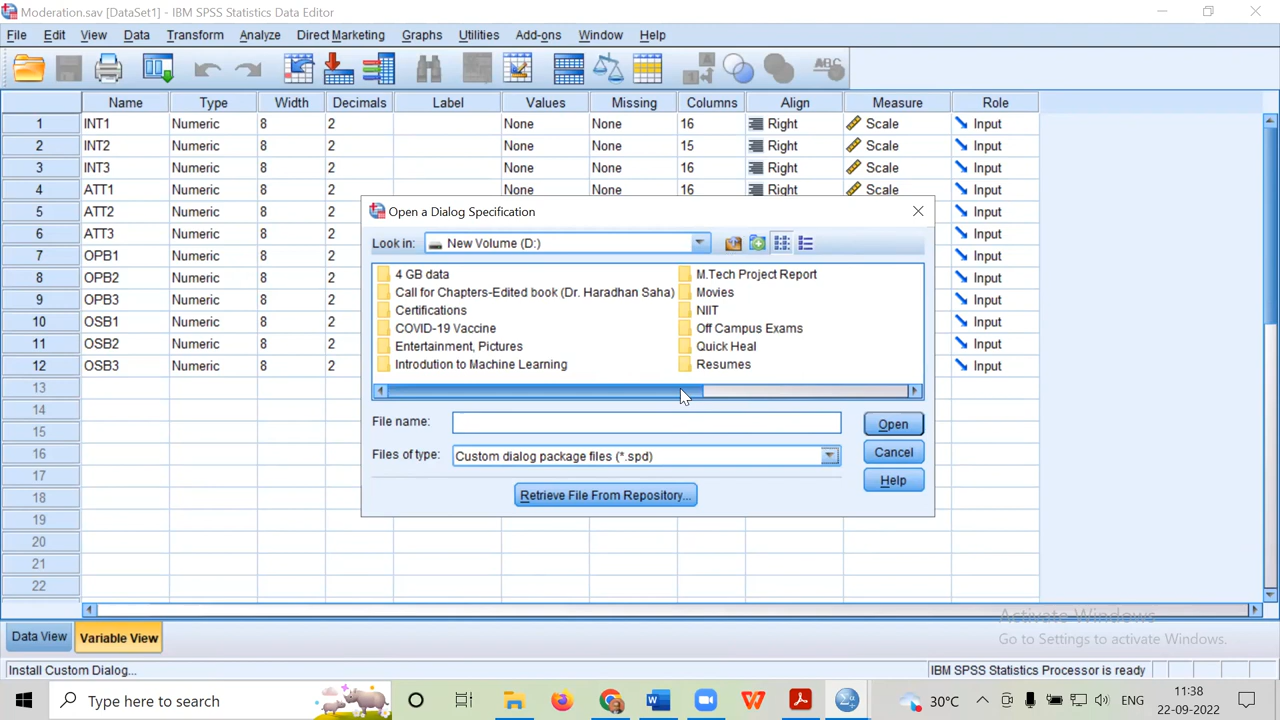 Moderation.sav [DataSet1] - IBM SPSS Statistics Data Editor
File Edit View Data Transform Analyze Direct Marketing Graphs Utilities Add-ons Window Help
Name Type Width Decimals Label Values Missing Columns Align Measure Role
1 INT1 Numeric 8 2 None None 16 Right Scale Input
2 INT2 Numeric 8 2 None None 15 Right Scale Input
3 INT3 Numeric 8 2 None None 16 Right Scale Input
4 ATT1 Numeric 8 2 None None 16 Right Scale Input
5 ATT2 Numeric 8 2 Input
6 ATT3 Numeric 8 2 Input
7 OPB1 Numeric 8 2 Input
8 OPB2 Numeric 8 2 Input
9 OPB3 Numeric 8 2 Input
10 OSB1 Numeric 8 2 Input
11 OSB2 Numeric 8 2 Input
12 OSB3 Numeric 8 2 Input
13
14
15
16
17
18
19
20
21
22
Open a Dialog Specification
Look in: New Volume (D:)
4 GB data M.Tech Project Report
Call for Chapters-Edited book (Dr. Haradhan Saha) Movies
Certifications NIIT
COVID-19 Vaccine Off Campus Exams
Entertainment, Pictures Quick Heal
Introdution to Machine Learning Resumes
File name: Open
Files of type: Custom dialog package files (*.spd) Cancel
Retrieve File From Repository... Help
Activate Windows
Go to Settings to activate Windows.
Data View Variable View
Install Custom Dialog... IBM SPSS Statistics Processor is ready
Type here to search 30°C ENG 11:38
22-09-2022